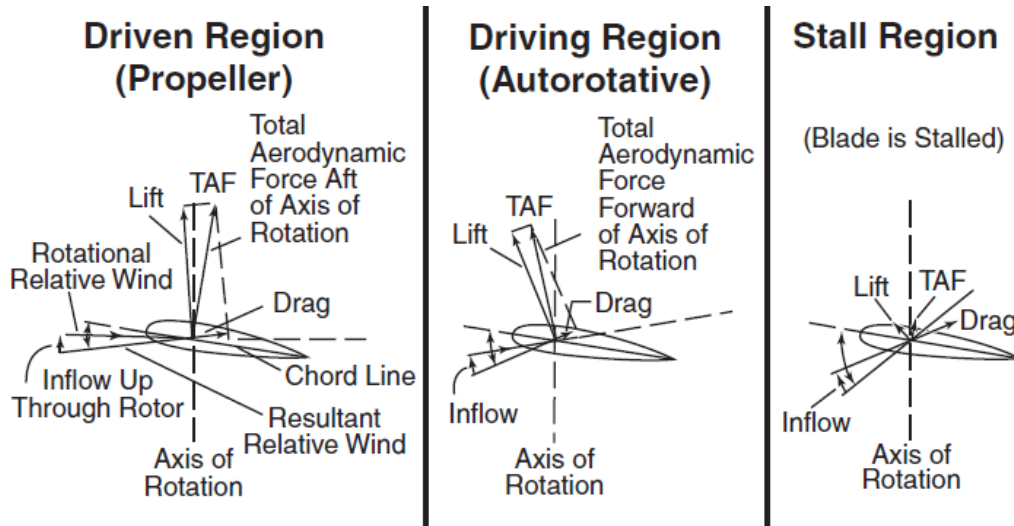 Driven Region
(Propeller)
Total
Aerodynamic
Force Aft
of Axis of
Rotation
TAF
Lift
Rotational
Relative Wind
Drag
Chord Line
Inflow Up
Through Rotor
Resultant
Relative Wind
Axis of
Rotation
Driving Region
(Autorotative)
Total
Aerodynamic
Force
Forward
of Axis of
Rotation
TAF
Lift
Drag
Inflow
Axis of
Rotation
Stall Region
(Blade is Stalled)
Lift
TAF
Drag
Inflow
Axis of
Rotation